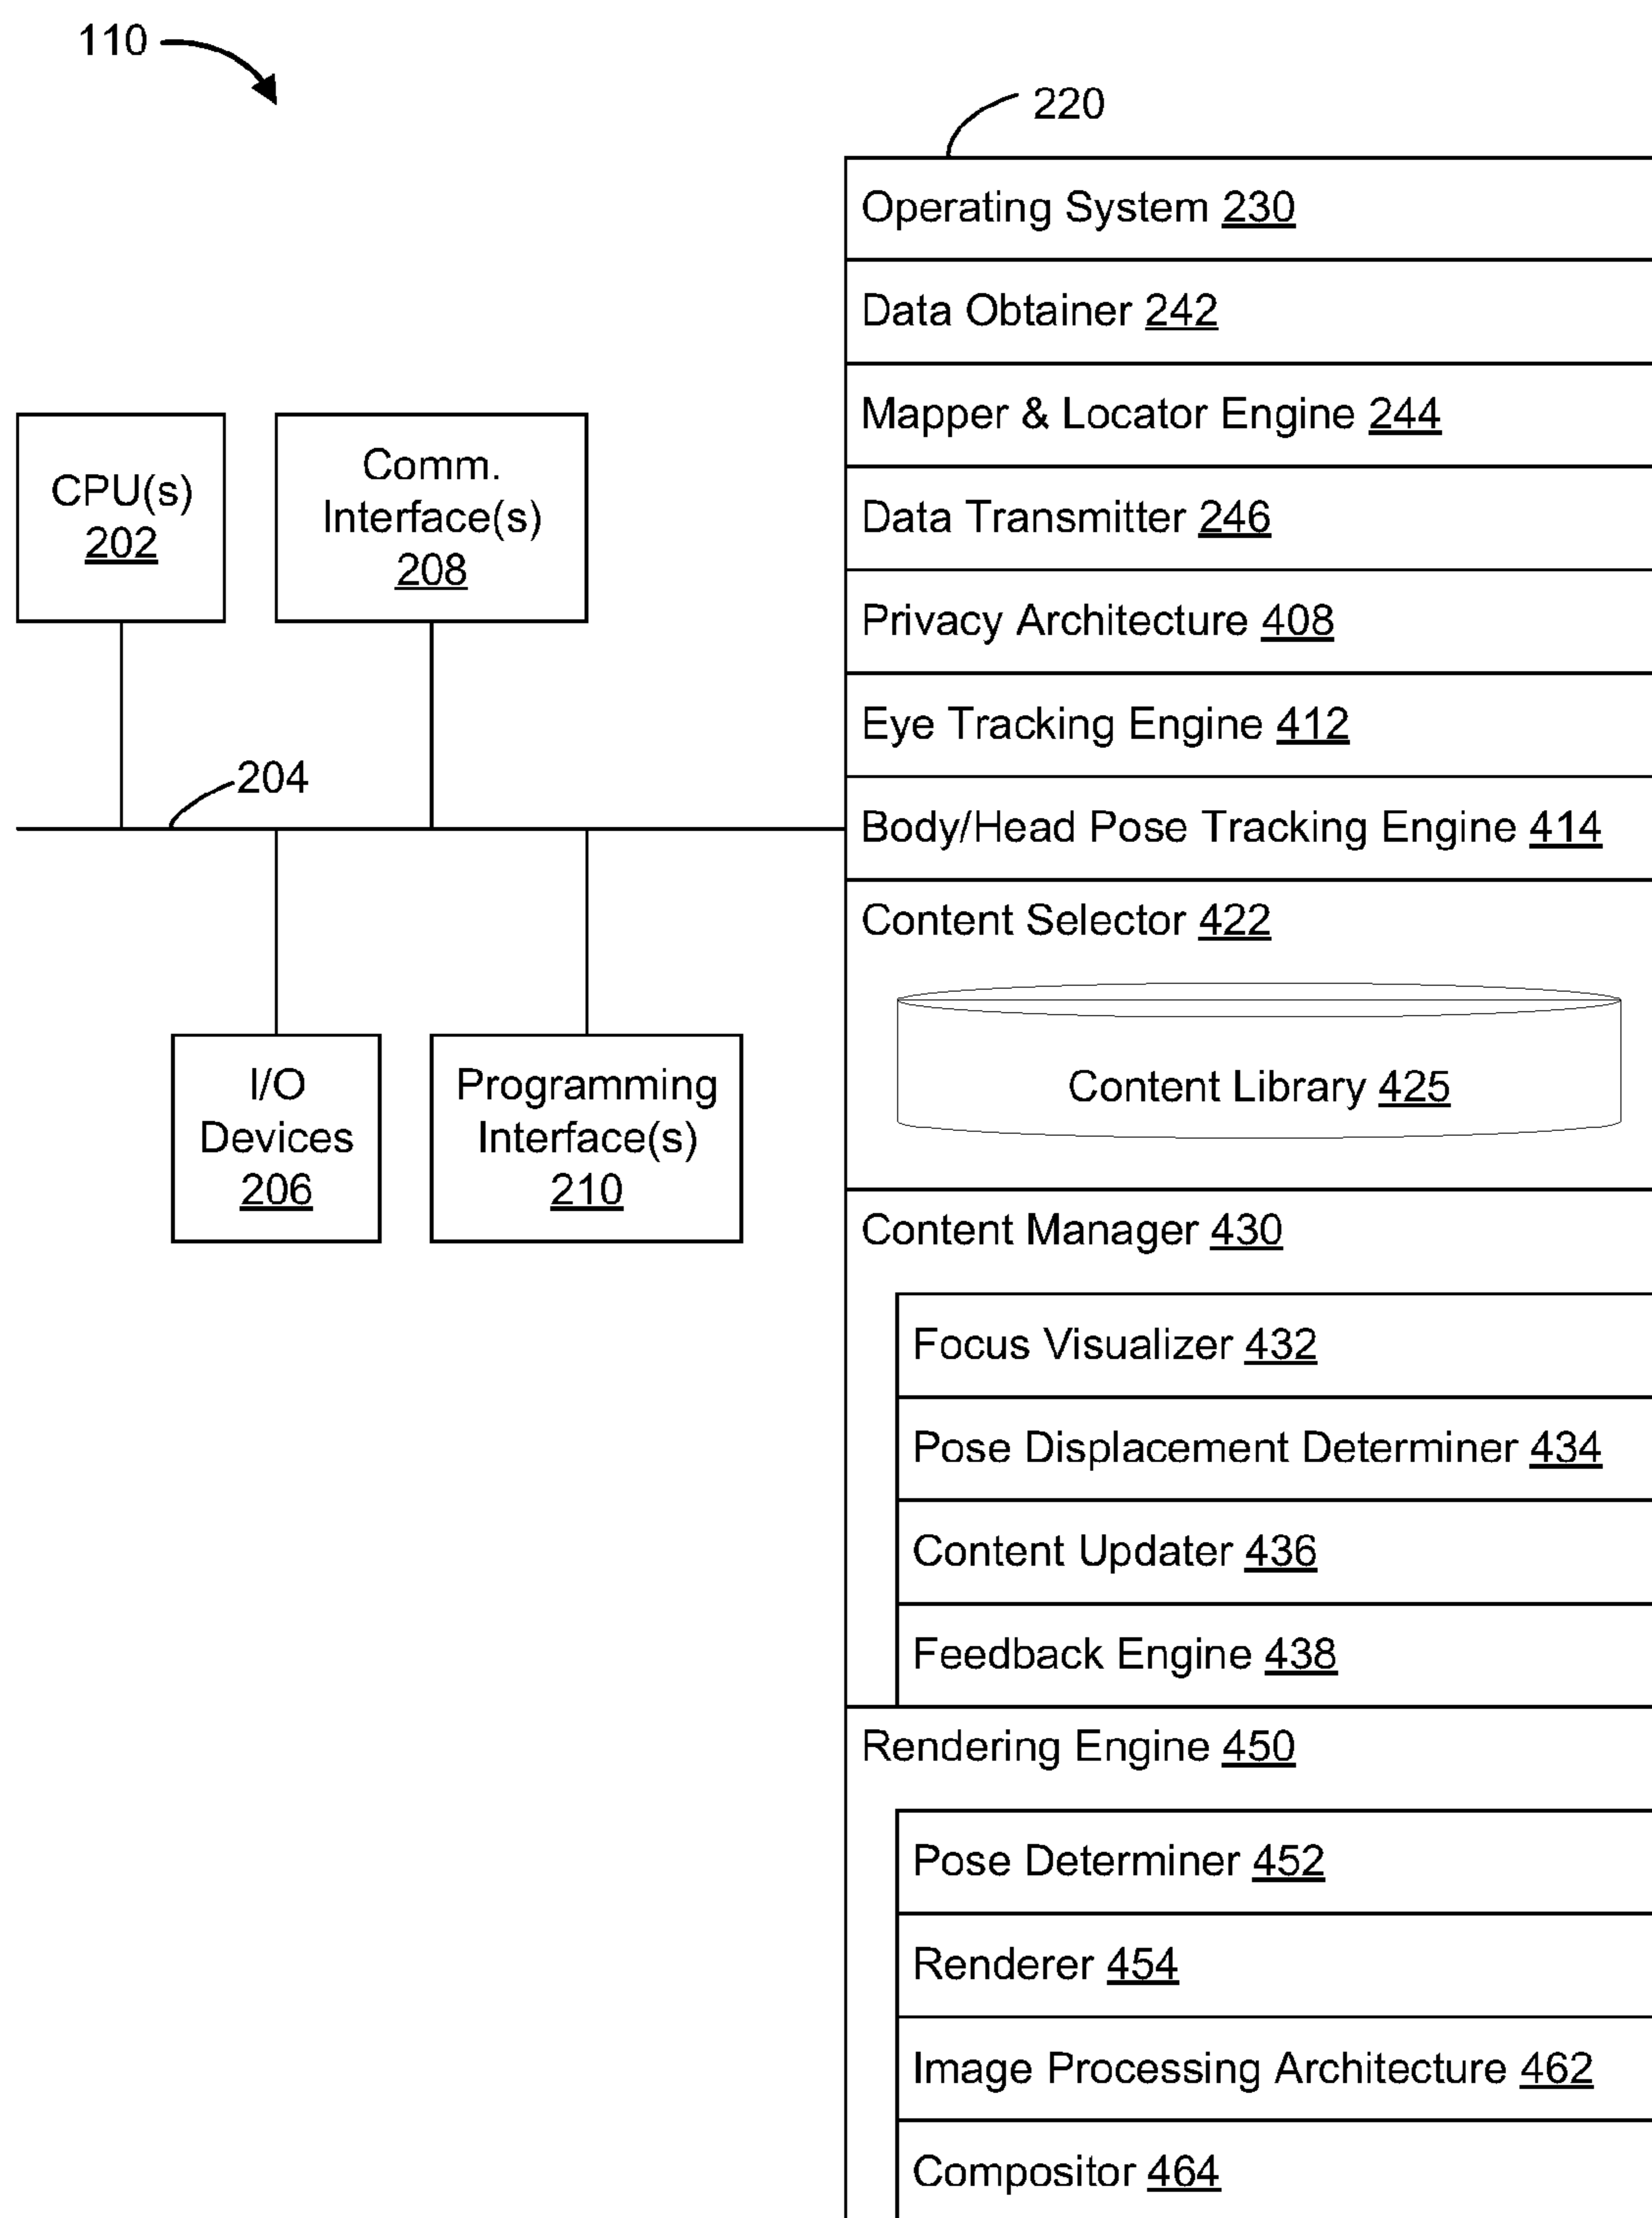 110
220
Operating System 230
Data Obtainer 242
Mapper & Locator Engine 244
Data Transmitter 246
Privacy Architecture 408
Eye Tracking Engine 412
Body/Head Pose Tracking Engine 414
Content Selector 422
Content Library 425
Content Manager 430
Focus Visualizer 432
Pose Displacement Determiner 434
Content Updater 436
Feedback Engine 438
Rendering Engine 450
Pose Determiner 452
Renderer 454
Image Processing Architecture 462
Compositor 464
CPU(s)
202
Comm.
Interface(s)
208
204
I/O
Devices
206
Programming
Interface(s)
210